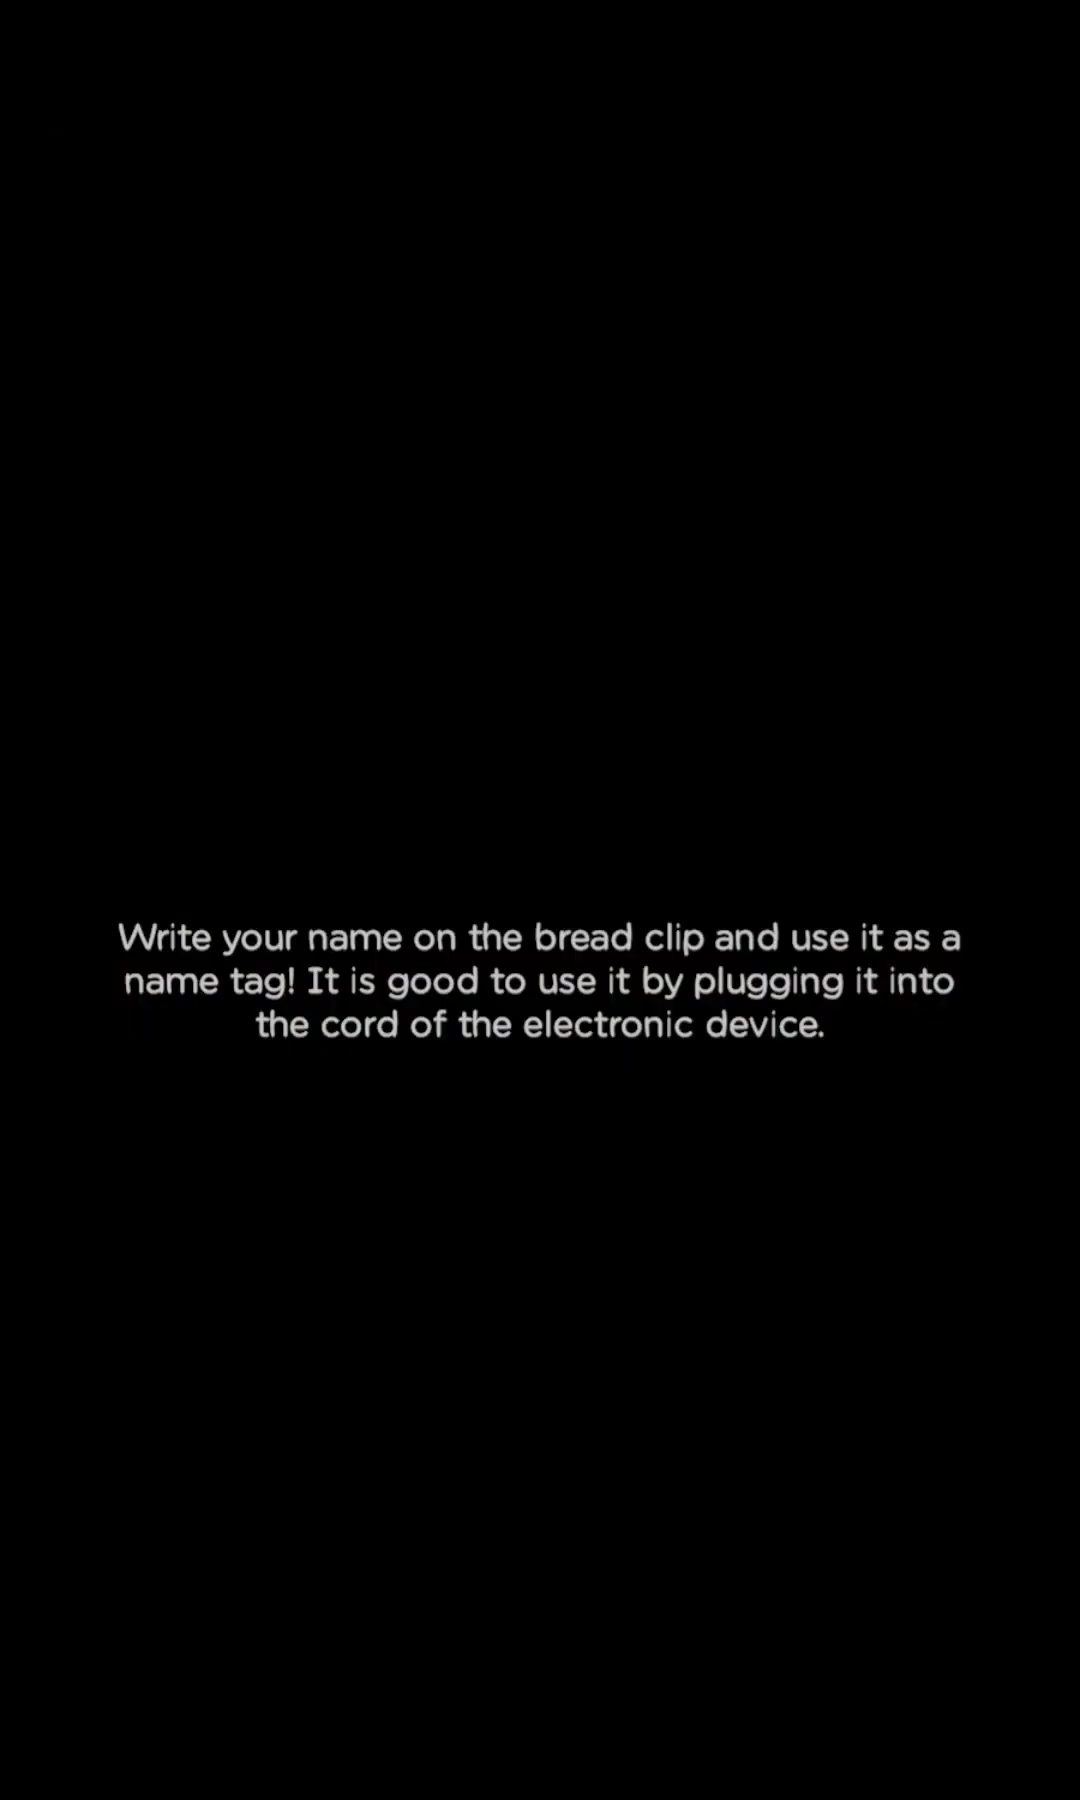 Write your name on the bread clip and use it as a
name tag! It is good to use it by plugging it into
the cord of the electronic device.